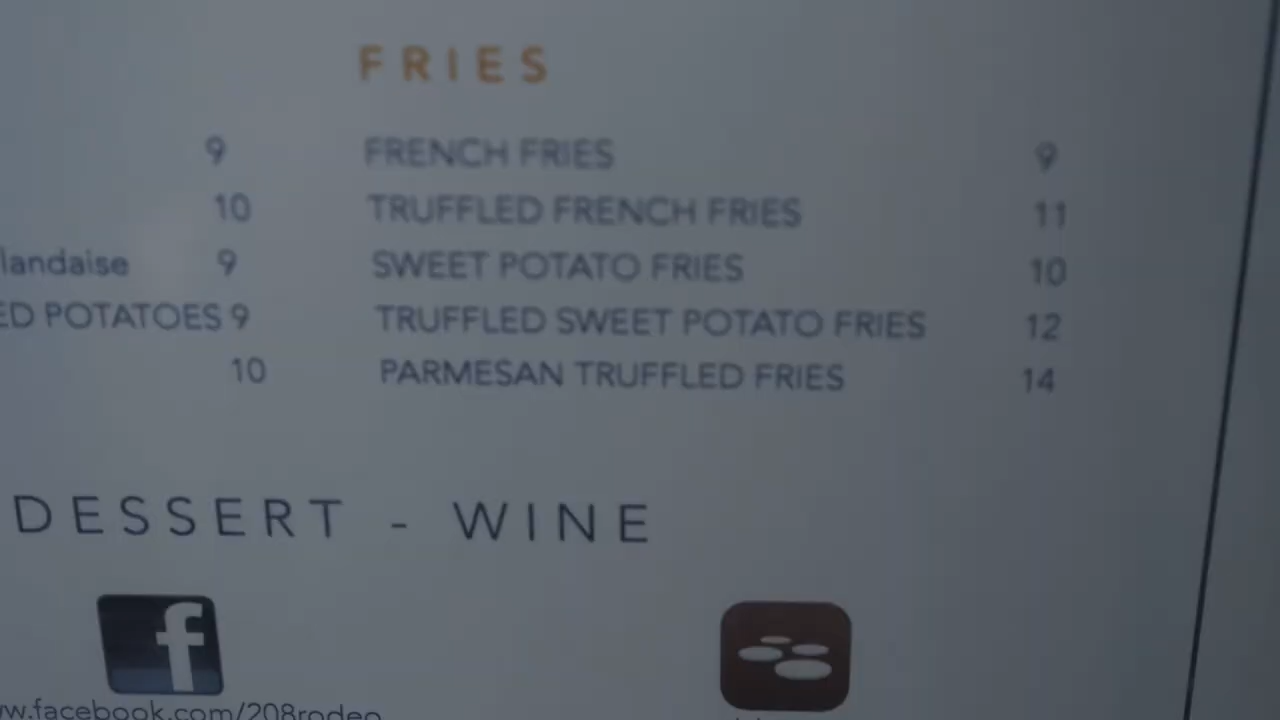 FRIES
9 FRENCH FRIES 9
10 TRUFFLED FRENCH FRIES 11
landaise 9 SWEET POTATO FRIES 10
ED POTATOES 9 TRUFFLED SWEET POTATO FRIES 12
10 PARMESAN TRUFFLED FRIES 14
DESSERT - WINE
f
w.facebook.com/208rodeo